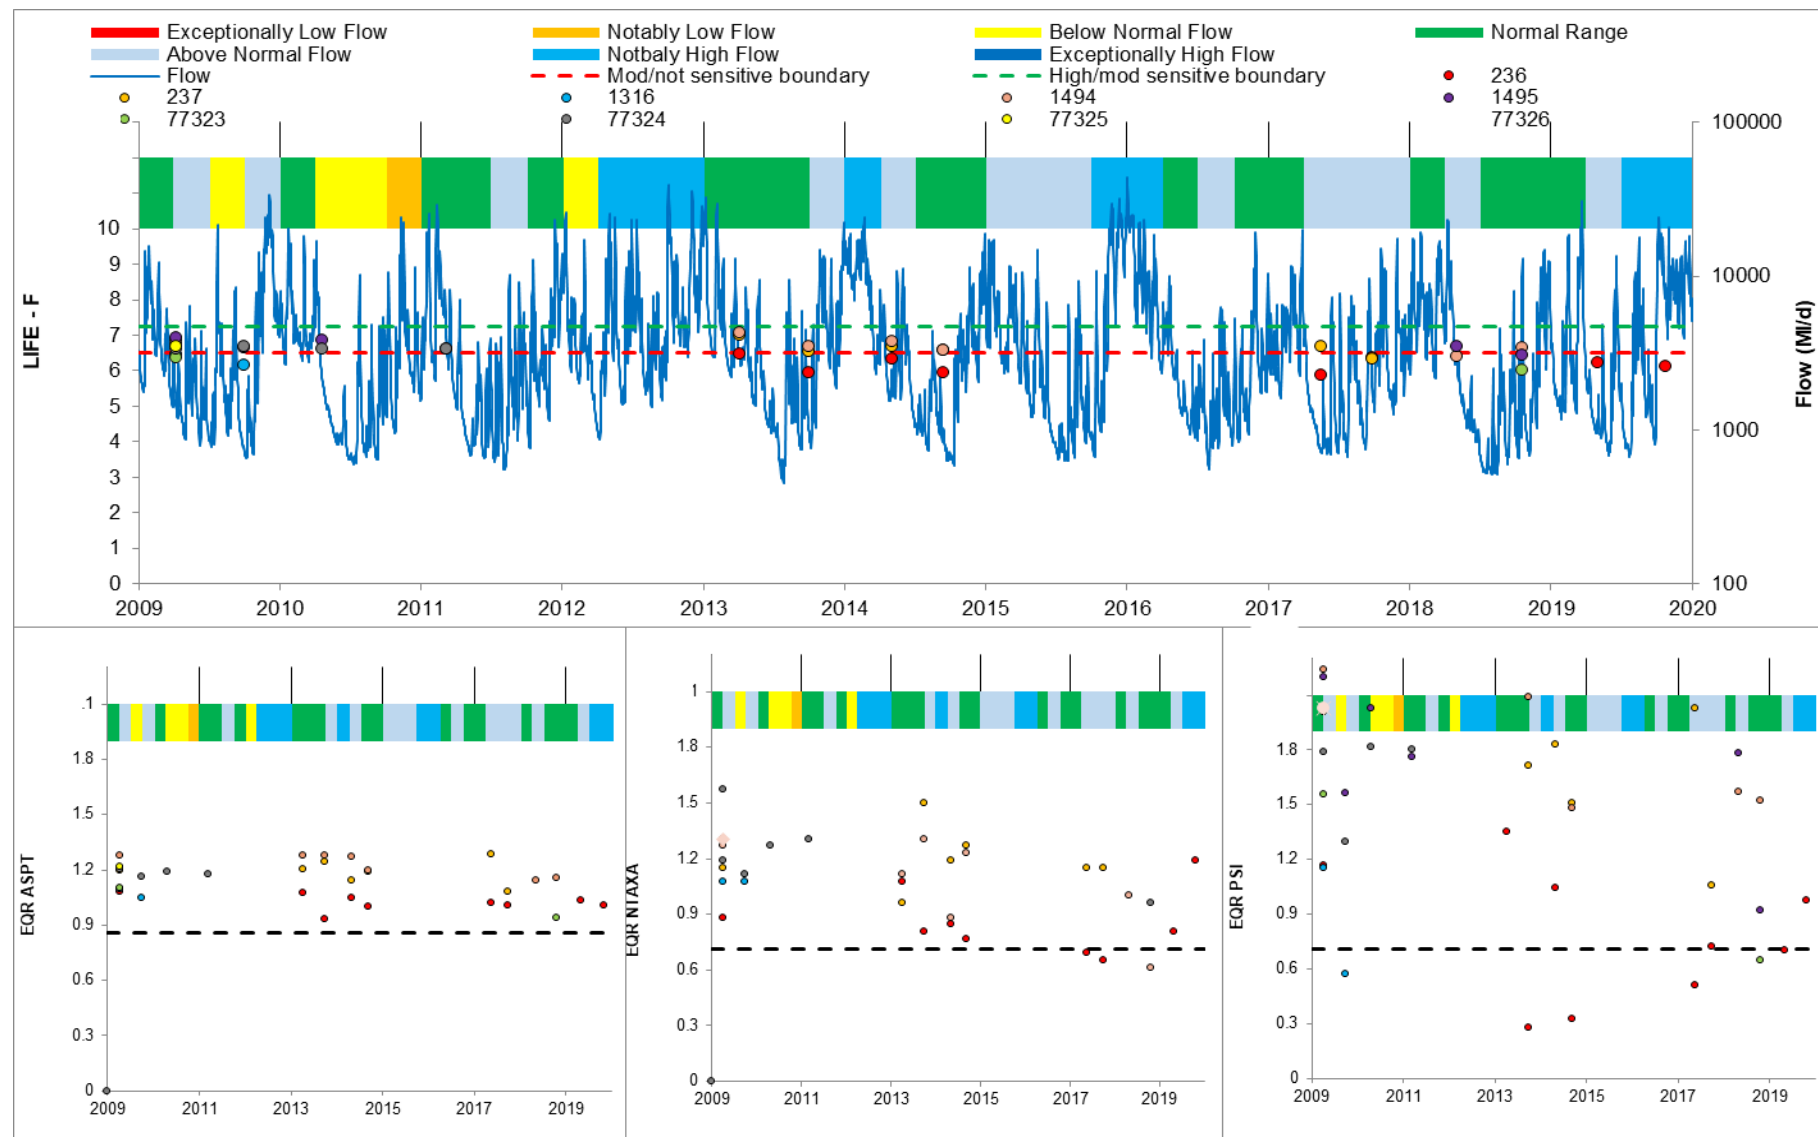 Exceptionally Low Flow Notably Low Flow Below Normal Flow Normal Range
Above Normal Flow Notbaly High Flow Exceptionally High Flow
Flow Mod/not sensitive boundary High/mod sensitive boundary 236
237 1316 1494 1495
77323 77324 77325 77326
LIFE - F
10
9
8
7
6
5
4
3
2
1
0
100000
10000
1000
100
Flow (Ml/d)
2009 2010 2011 2012 2013 2014 2015 2016 2017 2018 2019 2020
EQR ASPT
.1
1.8
1.5
1.2
0.9
0.6
0.3
0
2009 2011 2013 2015 2017 2019
EQR NTAXA
1
1.8
1.5
1.2
0.9
0.6
0.3
0
2009 2011 2013 2015 2017 2019
EQR PSI
1.8
1.5
1.2
0.9
0.6
0.3
0
2009 2011 2013 2015 2017 2019